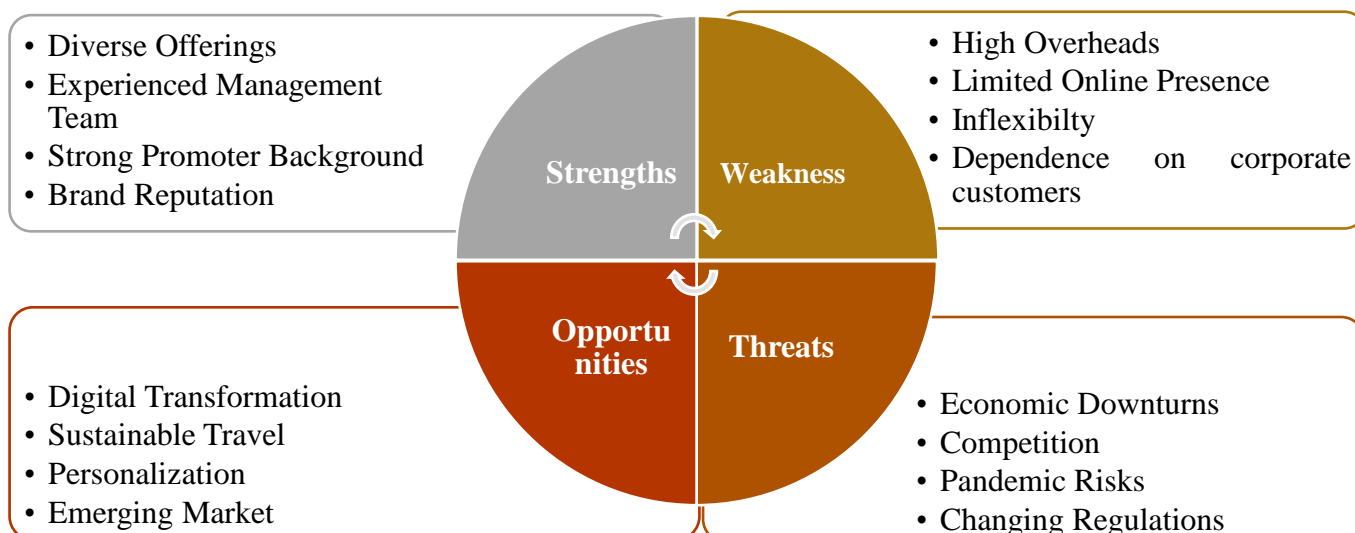 • Diverse Offerings
• Experienced Management
Team
• Strong Promoter Background
• Brand Reputation
Strengths
Weakness
• High Overheads
• Limited Online Presence
• Inflexibilty
• Dependence on corporate
customers
Opportu
nities
• Digital Transformation
• Sustainable Travel
• Personalization
• Emerging Market
Threats
• Economic Downturns
• Competition
• Pandemic Risks
• Changing Regulations